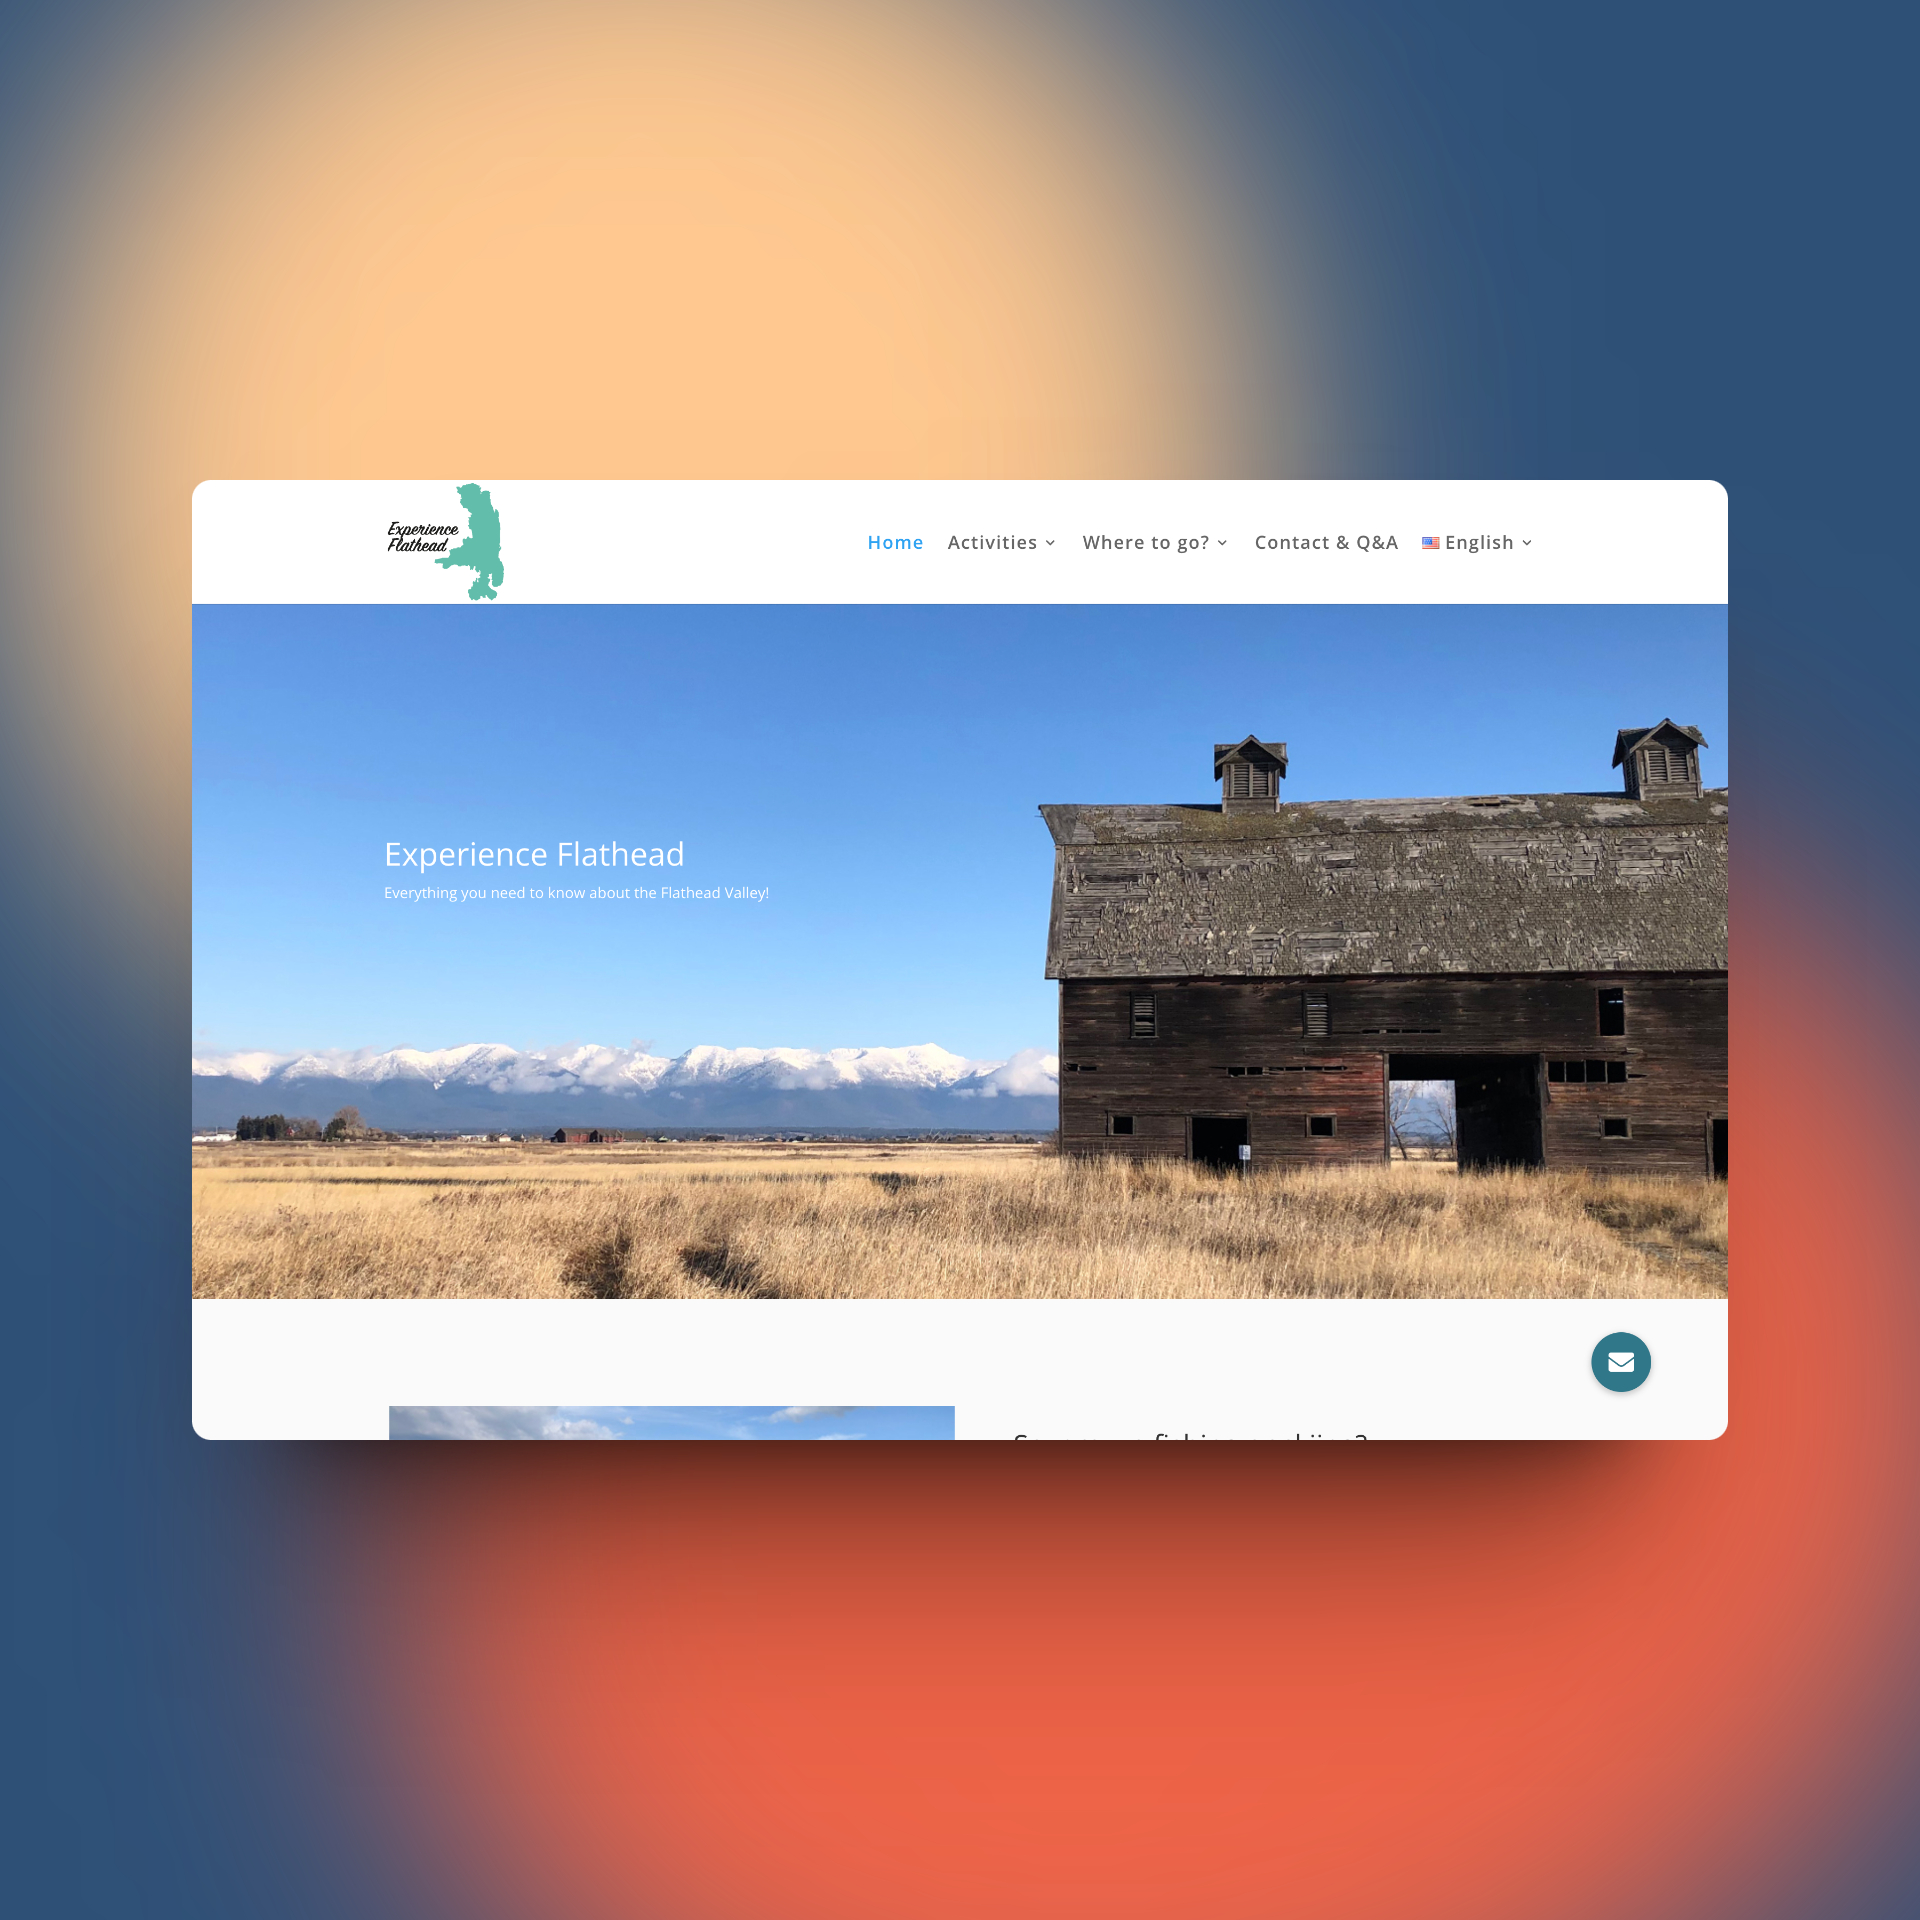 Experience
Flathead
Home Activities Where to go? Contact & Q&A English
Experience Flathead
Everything you need to know about the Flathead Valley!